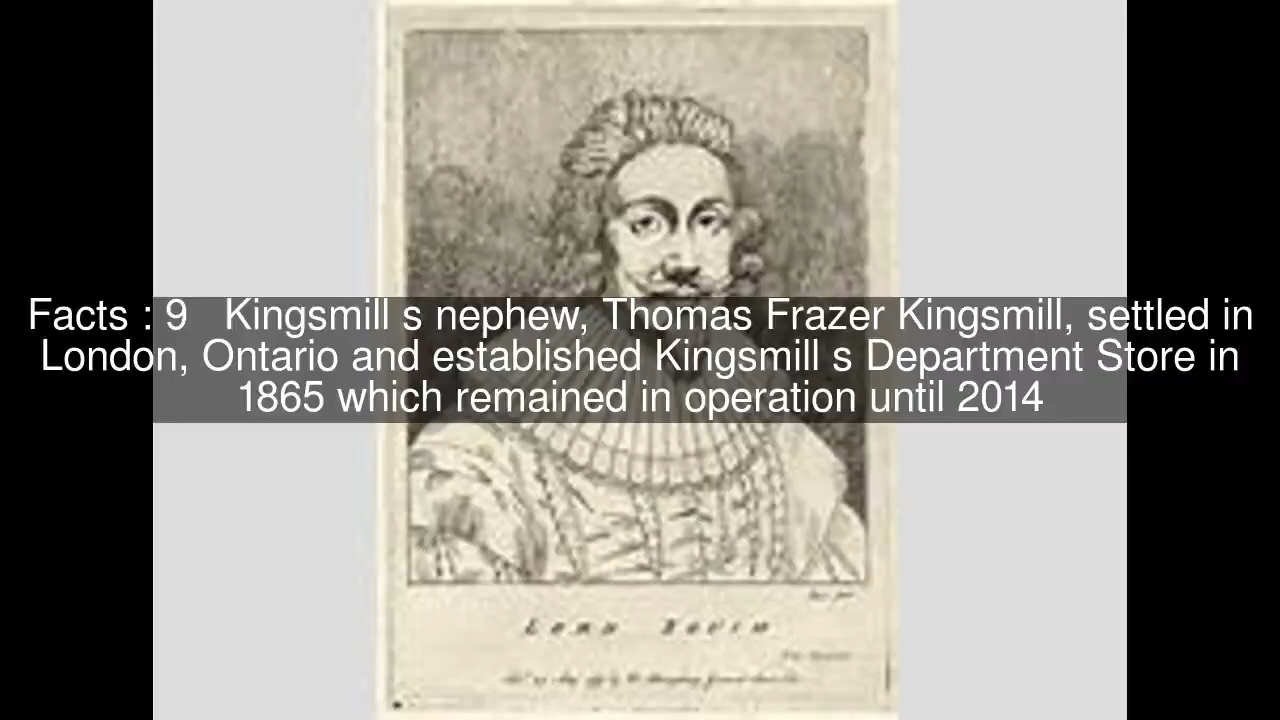 Facts : 9 Kingsmill s nephew, Thomas Frazer Kingsmill, settled in
London, Ontario and established Kingsmill s Department Store in
1865 which remained in operation until 2014
Lord